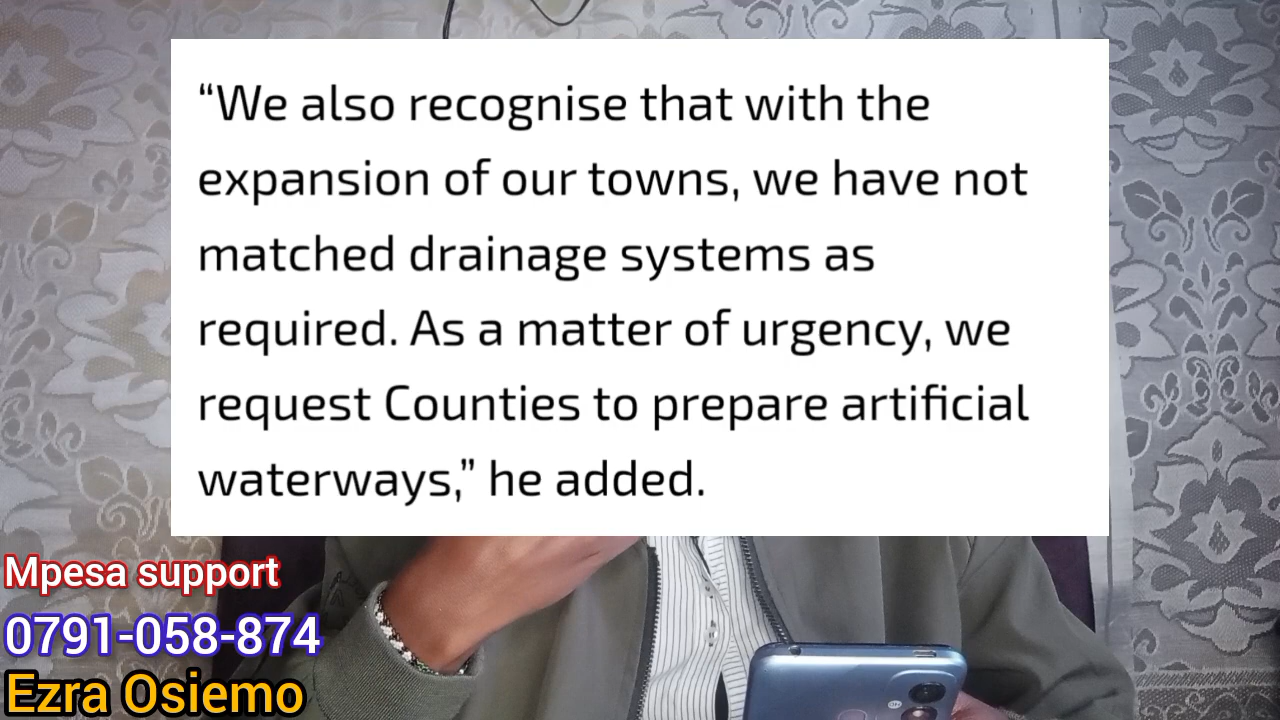 “We also recognise that with the
expansion of our towns, we have not
matched drainage systems as
required. As a matter of urgency, we
request Counties to prepare artificial
waterways,” he added.
Mpesa support
0791-058-874
Ezra Osiemo